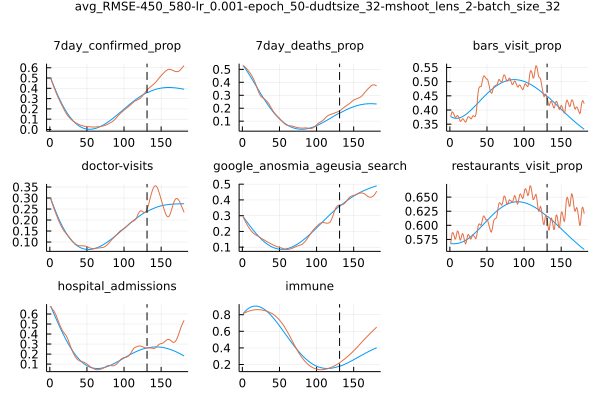 avg_RMSE-450_580-lr_0.001-epoch_50-dudtsize_32-mshoot_lens_2-batch_size_32
7day_confirmed_prop 7day_deaths_prop bars_visit_prop
0.6 0.5 0.4 0.3 0.2 0.1 0.0
0 50 100 150
0.5 0.4 0.3 0.2 0.1
0 50 100 150
0.55 0.50 0.45 0.40 0.35
0 50 100 150
doctor-visits google_anosmia_ageusia_search restaurants_visit_prop
0.35 0.30 0.25 0.20 0.15 0.10
0 50 100 150
0.5 0.4 0.3 0.2 0.1
0 50 100 150
0.650 0.625 0.600 0.575
0 50 100 150
hospital_admissions immune
0.6 0.5 0.4 0.3 0.2 0.1
0 50 100 150
0.8 0.6 0.4 0.2
0 50 100 150